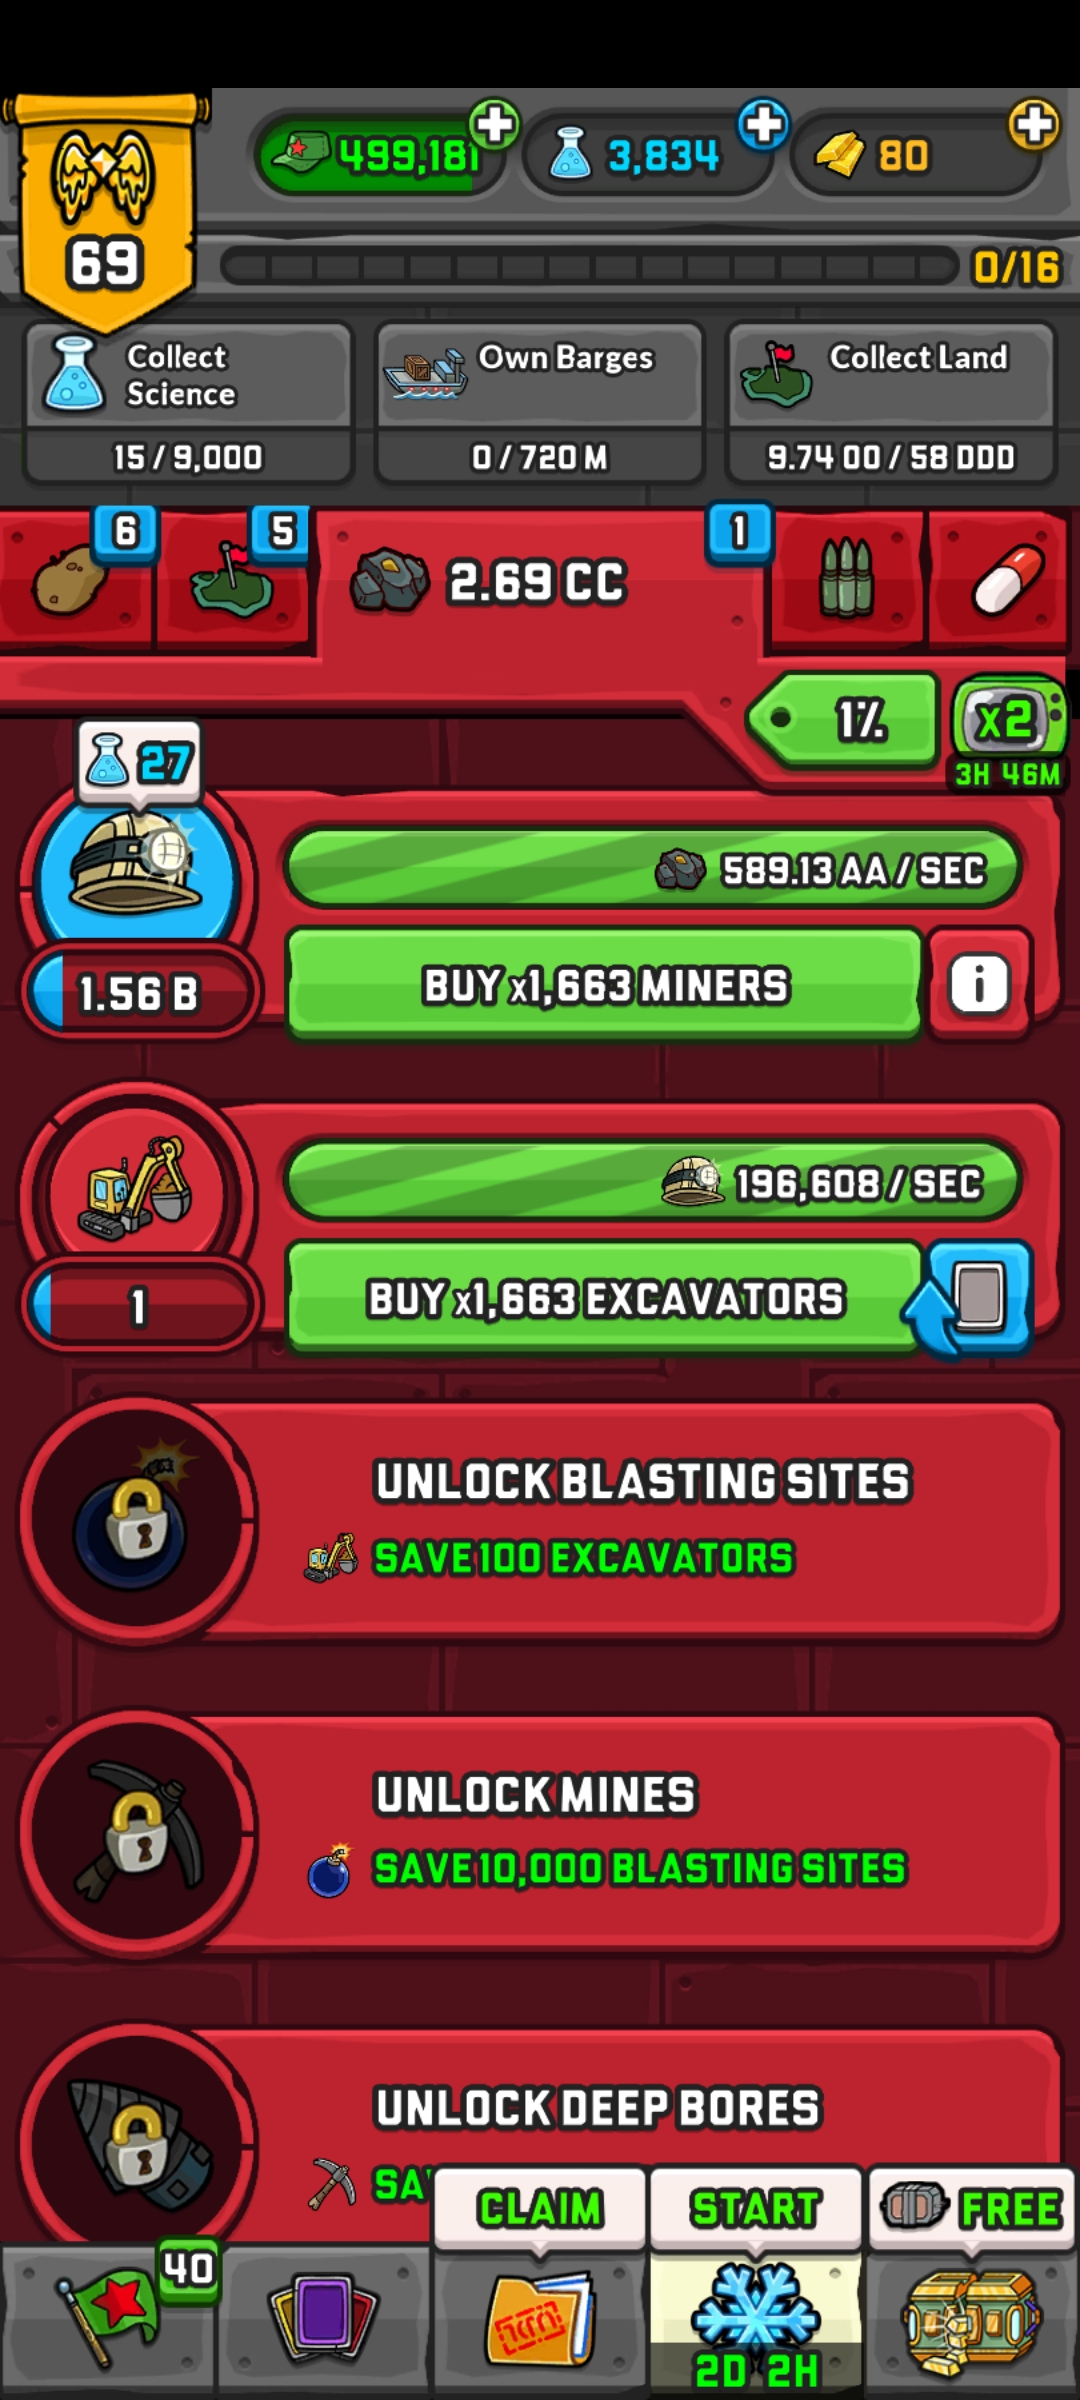 499,181
3,834
80
69
0/16
Collect Science
15 / 9,000
Own Barges
0 / 720 M
Collect Land
9.74 OO / 58 DDD
6
5
2.69 CC
1
1%
x2
3H 46M
27
589.13 AA / SEC
1.56 B
BUY x1,663 MINERS
i
196,608 / SEC
1
BUY x1,663 EXCAVATORS
UNLOCK BLASTING SITES
SAVE 100 EXCAVATORS
UNLOCK MINES
SAVE 10,000 BLASTING SITES
UNLOCK DEEP BORES
CLAIM
START
FREE
40
2D 2H